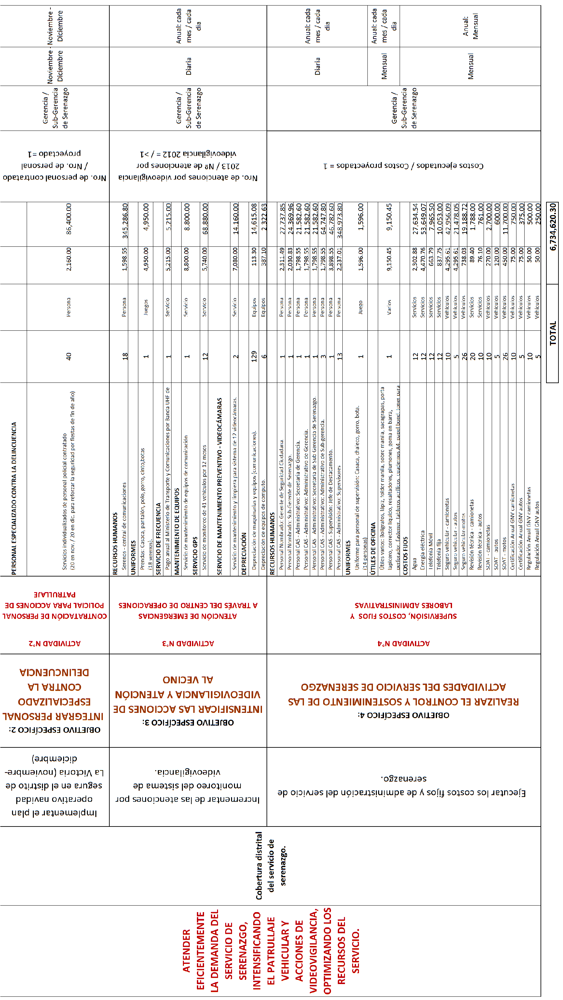 ATENDER
EFICIENTEMENTE
LA DEMANDA DEL
SERVICIO DE
SERENAZGO,
INTENSIFICANDO
EL PATRULLAJE
VEHICULAR Y
ACCIONES DE
VIDEOVIGILANCIA,
OPTIMIZANDO LOS
RECURSOS DEL
SERVICIO.
Cobertura distrital
del servicio de
serenazgo.
Implementar el plan
operativo navidad
segura en el distrito de
La Victoria (noviembre-
diciembre)
OBJETIVO ESPECÍFICO 2:
INTEGRAR PERSONAL
ESPECIALIZADO
CONTRA LA
DELINCUENCIA
ACTIVIDAD N°2
CONTRATACIÓN DE PERSONAL
POLICIAL PARA ACCIONES DE
PATRULLAJE
PERSONAL ESPECIALIZADO CONTRA LA DELINCUENCIA
Servicios individualizados de personal policial contratado
(20 en nov. / 20 en dic. para reforzar la seguridad por fiestas de fin de año)
40 Persona 2,160.00 86,400.00
Nro. de personal contratado
/ Nro. de personal
proyectado =1
Gerencia /
Sub-Gerencia
de Serenazgo
Noviembre -
Diciembre
Noviembre -
Diciembre
Incrementar de las atenciones por
monitoreo del sistema de
videovigilancia.
OBJETIVO ESPECÍFICO 3:
INTENSIFICAR LAS ACCIONES DE
VIDEOVIGILANCIA Y ATENCIÓN
AL VECINO
ACTIVIDAD N°3
ATENCIÓN DE EMERGENCIAS
A TRAVÉS DEL CENTRO DE OPERACIONES
RECURSOS HUMANOS
Serenos - central de comunicaciones 18 Persona 1,598.55 345,286.80
UNIFORMES
Prendas: Casaca, pantalón, polo, gorro, cinto,botas
(18 serenos). 1 Juegos 4,950.00 4,950.00
SERVICIO DE FRECUENCIA
Pago anual al Ministerio de Transporte y Comunicaciones por Banda UHF de 1 Servicio 5,215.00 5,215.00
MANTENIMIENTO DE EQUIPOS
Servicio de mantenimiento de equipos de comunicación 1 Servicio 8,800.00 8,800.00
SERVICIO GPS
Servicio de monitoreo de 41 vehículos por 12 meses 12 Servicio 5,740.00 68,880.00
SERVICIO DE MANTENIMIENTO PREVENTIVO - VIDEOCÁMARAS
Servicio de mantenimiento y limpieza para sistema de 12 videocámaras. 2 Servicio 7,080.00 14,160.00
DEPRECIACIÓN
Depreciación de maquinarias y equipos (comunicaciones). 129 Equipos 113.30 14,615.08
Depreciación de equipos de computo. 6 Equipos 387.10 2,322.63
Nro. de atenciones por videovigilancia
2013 / Nº de atenciones por
videovigilancia 2012 = / >1
Gerencia /
Sub-Gerencia
de Serenazgo
Diaria
Anual: cada
mes / cada
dia
Ejecutar los costos fijos y de administración del servicio de
serenazgo.
OBJETIVO ESPECÍFICO 4:
REALIZAR EL CONTROL Y SOSTENIMIENTO DE LAS
ACTIVIDADES DEL SERVICIO DE SERENAZGO
ACTIVIDAD N°4
SUPERVISIÓN, COSTOS FIJOS Y
LABORES ADMINISTRATIVAS
RECURSOS HUMANOS
Personal Nombrado: Gerente de Seguridad Ciudadana. 1 Persona 2,311.49 27,737.85
Personal Nombrado: Sub-Gerente de Serenazgo. 1 Persona 2,030.83 24,369.96
Personal CAS - Administrativo: Secretaria de Gerencia. 1 Persona 1,798.55 21,582.60
Personal CAS - Administrativo: Administrativo de Gerencia. 1 Persona 1,798.55 21,582.60
Personal CAS - Administrativo: Secretaria de Sub Gerencia de Serenazgo. 1 Persona 1,798.55 21,582.60
Personal CAS - Administrativo: Administrativo de Sub-gerencia. 3 Persona 1,798.55 64,747.80
Personal CAS - Supervisión: Jefe de Destacamento. 1 Persona 3,898.55 46,782.60
Personal CAS - Administrativo: Supervisores 13 Persona 2,237.01 348,973.80
UNIFORMES
Uniforme para personal de supervisión: Casaca, chaleco, gorro, bota.
(14 personas) 1 Juego 1,596.00 1,596.00
ÚTILES DE OFICINA
Útiles varios: Boligratos, lápiz, folder manila, sobre manila, sacagrapas, porta
lapicero, corrector liquido, resaltadores, plumones, goma en barra,
perforador, fastener, tableros acrílicos, cuadernos A4, papel bond, toner para 1 Varios 9,150.45 9,150.45
COSTOS FIJOS
Agua 12 Servicios 2,302.88 27,634.54
Energía eléctrica 12 Servicios 4,470.76 53,649.07
Telefonía Móvil 12 Servicios 663.79 7,965.50
Telefonía fija 12 Servicios 837.75 10,053.00
Seguro vehicular - camionetas 10 Vehículos 4,295.61 42,956.09
Seguro vehicular - autos 5 Vehículos 4,295.61 21,478.05
Seguro vehicular-motos 26 Vehículos 738.03 19,188.72
Revisión técnica - camionetas 20 Servicios 89.40 1,788.00
Revisión técnica - autos 10 Servicios 76.10 761.00
SOAT - camionetas 10 Vehículos 270.00 2,700.00
SOAT autos 5 Vehículos 120.00 600.00
SOAT - motos 26 Vehículos 450.00 11,700.00
Certificación Anual GNV camionetas 10 Vehículos 75.00 750.00
Certificación Anual GNV autos 5 Vehículos 75.00 375.00
Regulación Anual GNV camionetas 10 Vehículos 50.00 500.00
Regulación Anual GNV autos 5 Vehículos 50.00 250.00
Costos ejecutados / Costos proyectados = 1
Gerencia /
Sub-Gerencia
de Serenazgo
Diaria
Anual: cada
mes / cada
dia
Mensual
Anual: cada
mes / cada
dia
Mensual
Anual:
Mensual
TOTAL 6,734,620.30